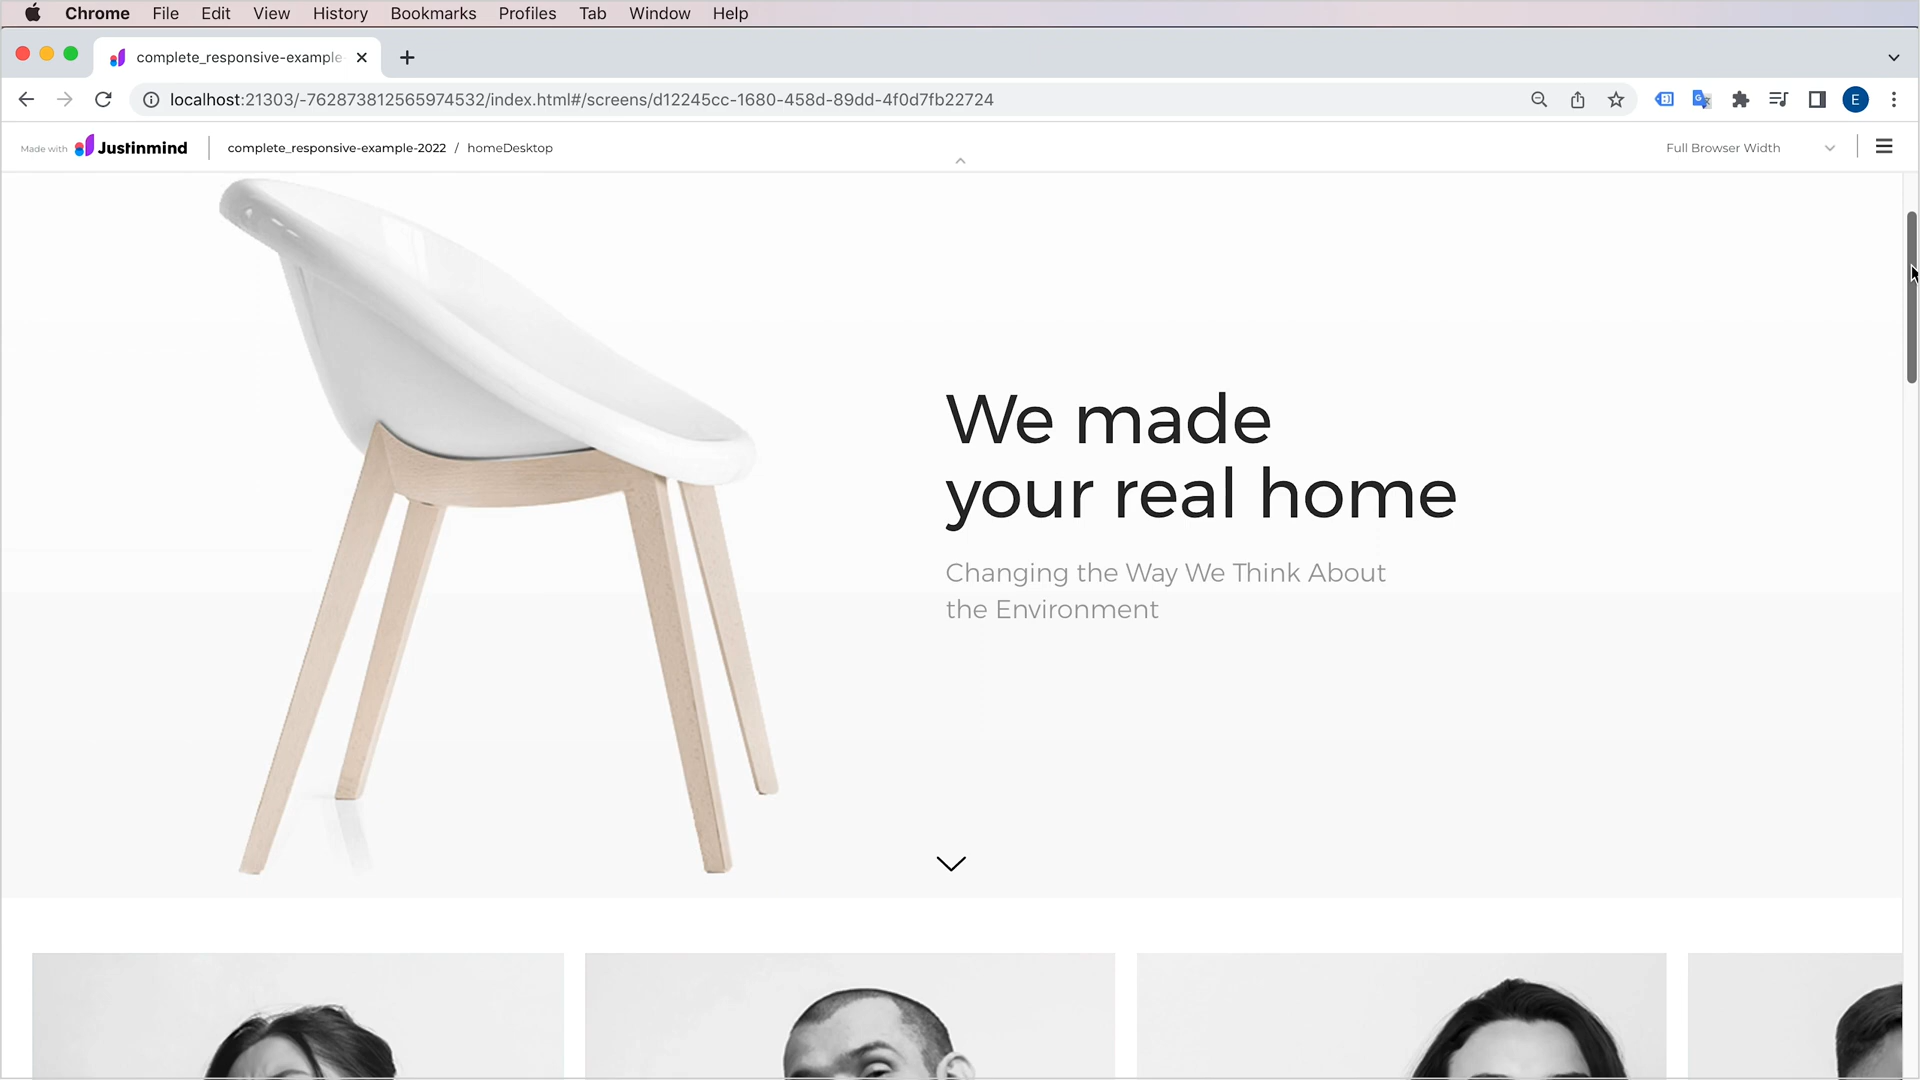 Chrome File Edit View History Bookmarks Profiles Tab Window Help
complete_responsive-example
localhost:21303/-762873812565974532/index.html#/screens/d12245cc-1680-458d-89dd-4f0d7fb22724
E
Made with Justinmind complete_responsive-example-2022 / homeDesktop Full Browser Width
We made
your real home
Changing the Way We Think About
the Environment